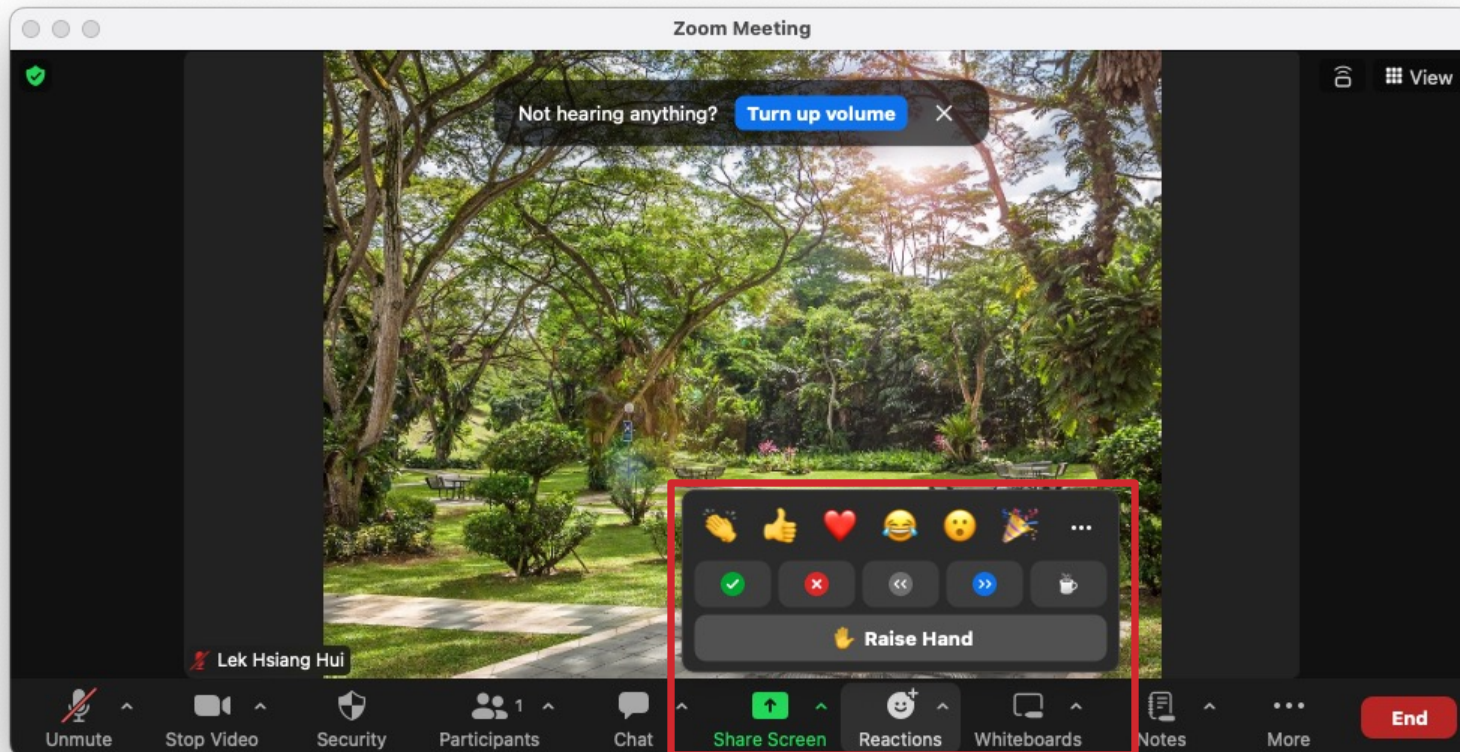 Zoom Meeting
View
Not hearing anything? Turn up volume
Raise Hand
Lek Hsiang Hui
1
Unmute Stop Video Security Participants Chat Share Screen Reactions Whiteboards Notes More End